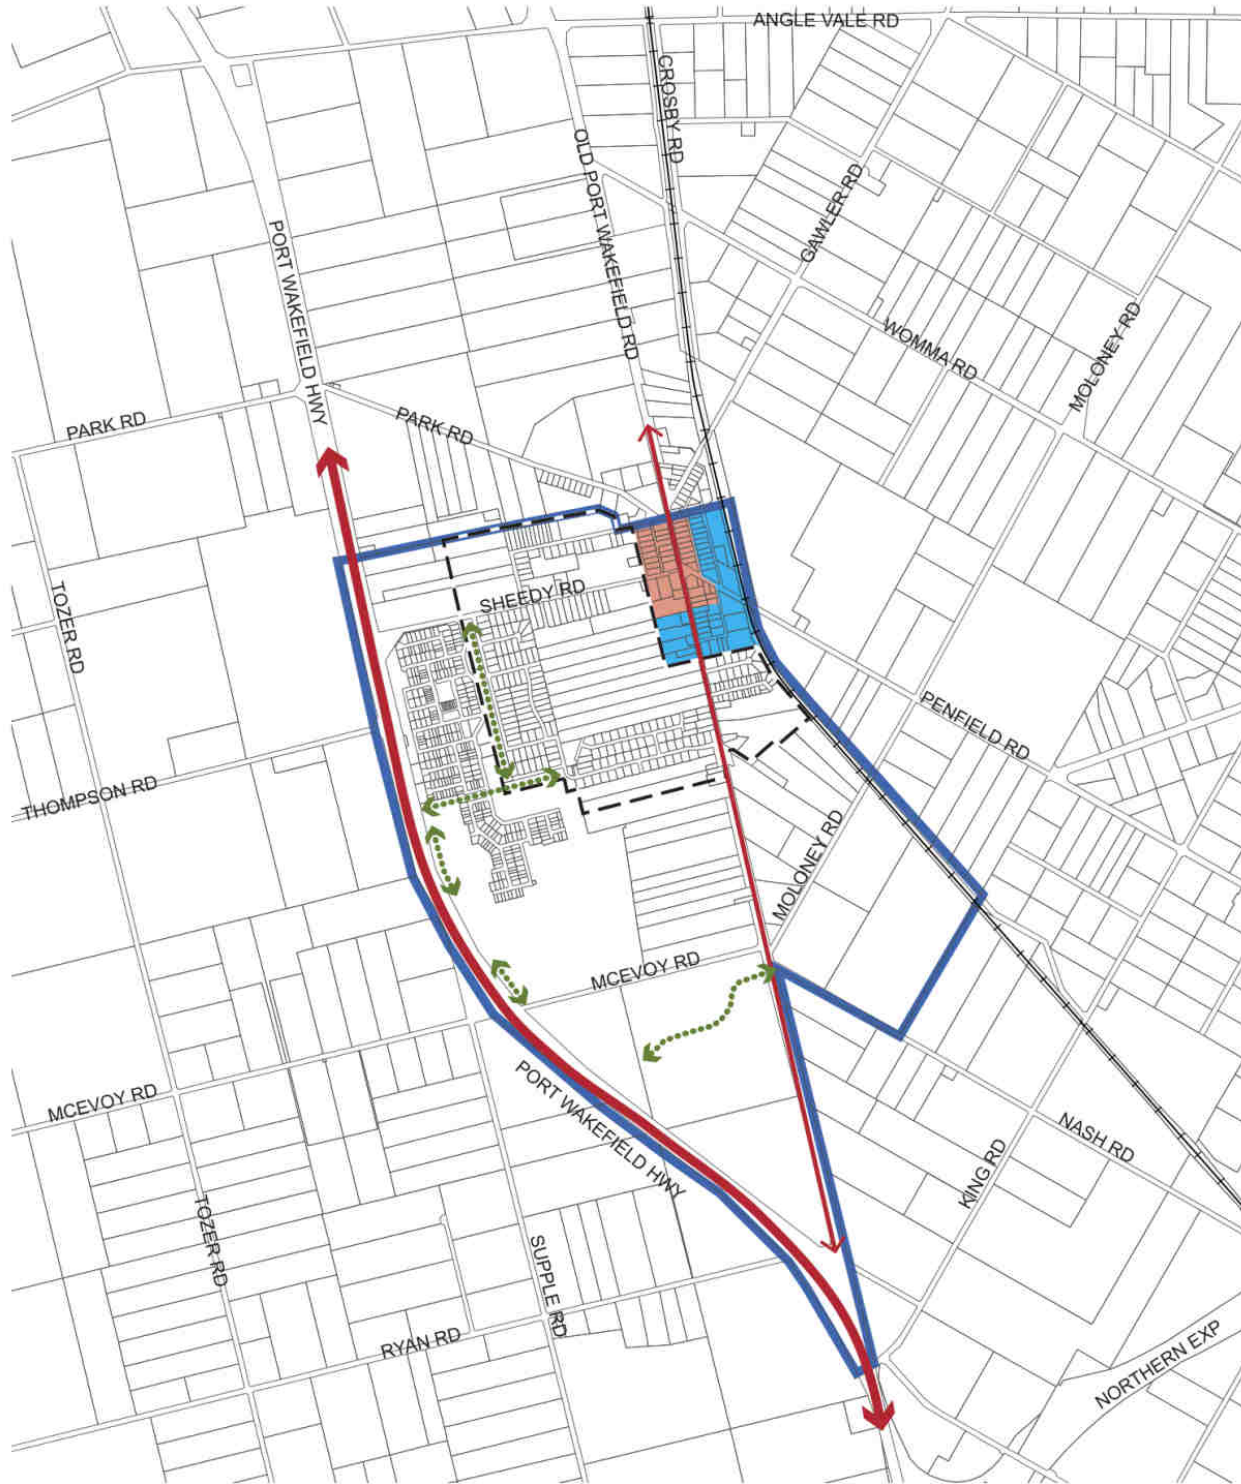 ANGLE VALE RD
CROSBY RD
OLD PORT WAKEFIELD RD
GAWLER RD
PORT WAKEFIELD HWY
WOMMA RD
MOLONEY RD
PARK RD
PARK RD
TOZER RD
SHEEDY RD
PENFIELD RD
THOMPSON RD
MOLONEY RD
MCEVOY RD
MCEVOY RD
PORT WAKEFIELD HWY
NASH RD
KING RD
TOZER RD
SUPPLE RD
RYAN RD
NORTHERN EXP